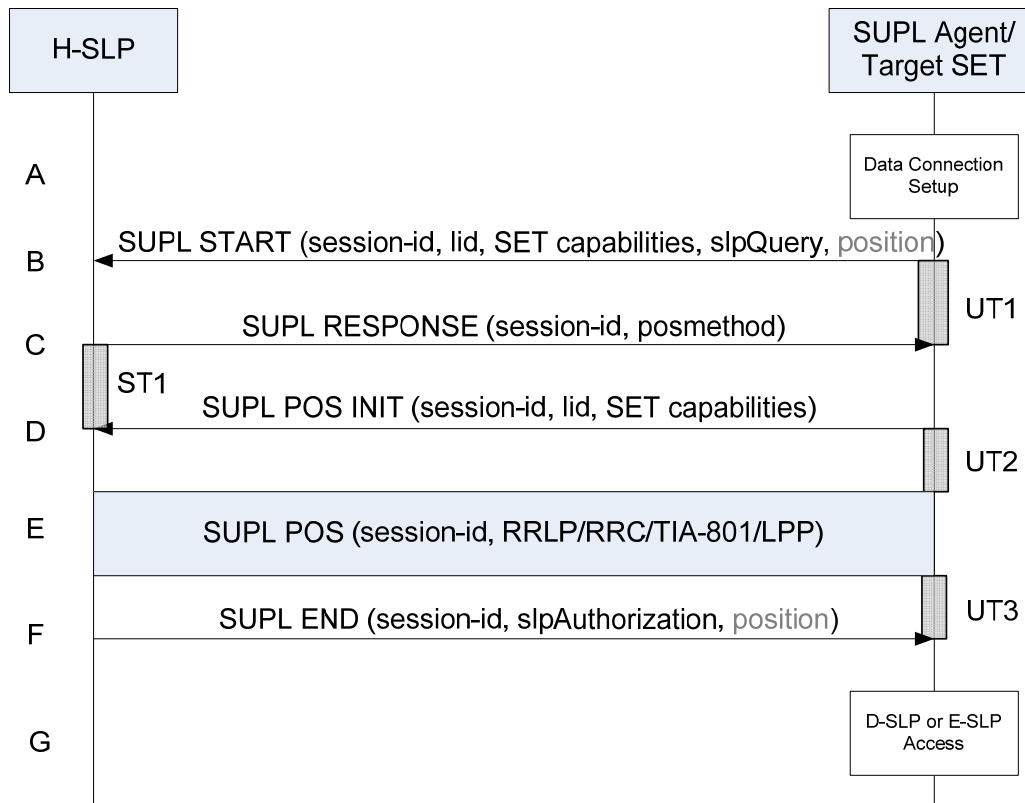 H-SLP
SUPL Agent/
Target SET
A
Data Connection
Setup
SUPL START (session-id, lid, SET capabilities, slpQuery, position)
B
UT1
SUPL RESPONSE (session-id, posmethod)
C
ST1
SUPL POS INIT (session-id, lid, SET capabilities)
D
UT2
E
SUPL POS (session-id, RRLP/RRC/TIA-801/LPP)
UT3
SUPL END (session-id, slpAuthorization, position)
F
D-SLP or E-SLP
Access
G